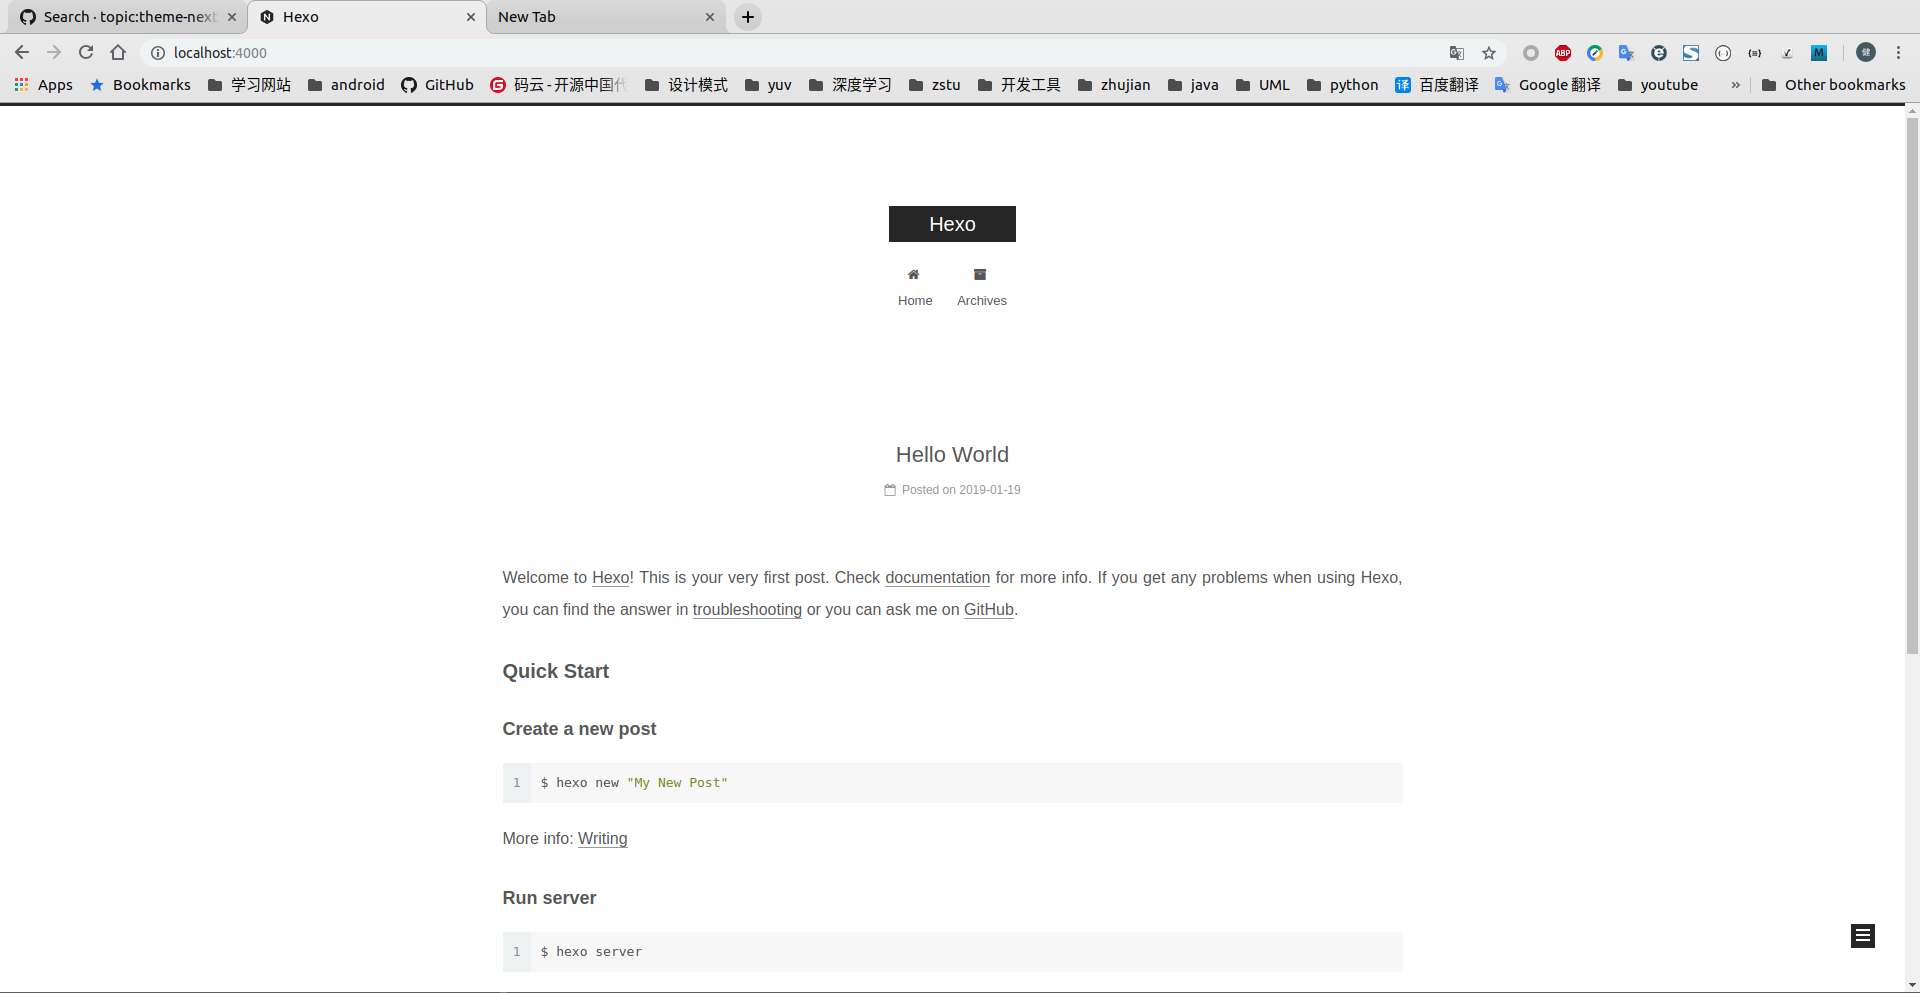 Search · topic:theme-next
Hexo
New Tab
localhost:4000
Apps
Bookmarks
学习网站
android
GitHub
码云 - 开源中国代
设计模式
yuv
深度学习
zstu
开发工具
zhujian
java
UML
python
百度翻译
Google 翻译
youtube
»
Other bookmarks
Hexo
Home
Archives
Hello World
Posted on 2019-01-19
Welcome to Hexo! This is your very first post. Check documentation for more info. If you get any problems when using Hexo,
you can find the answer in troubleshooting or you can ask me on GitHub.
Quick Start
Create a new post
1 $ hexo new "My New Post"
More info: Writing
Run server
1 $ hexo server